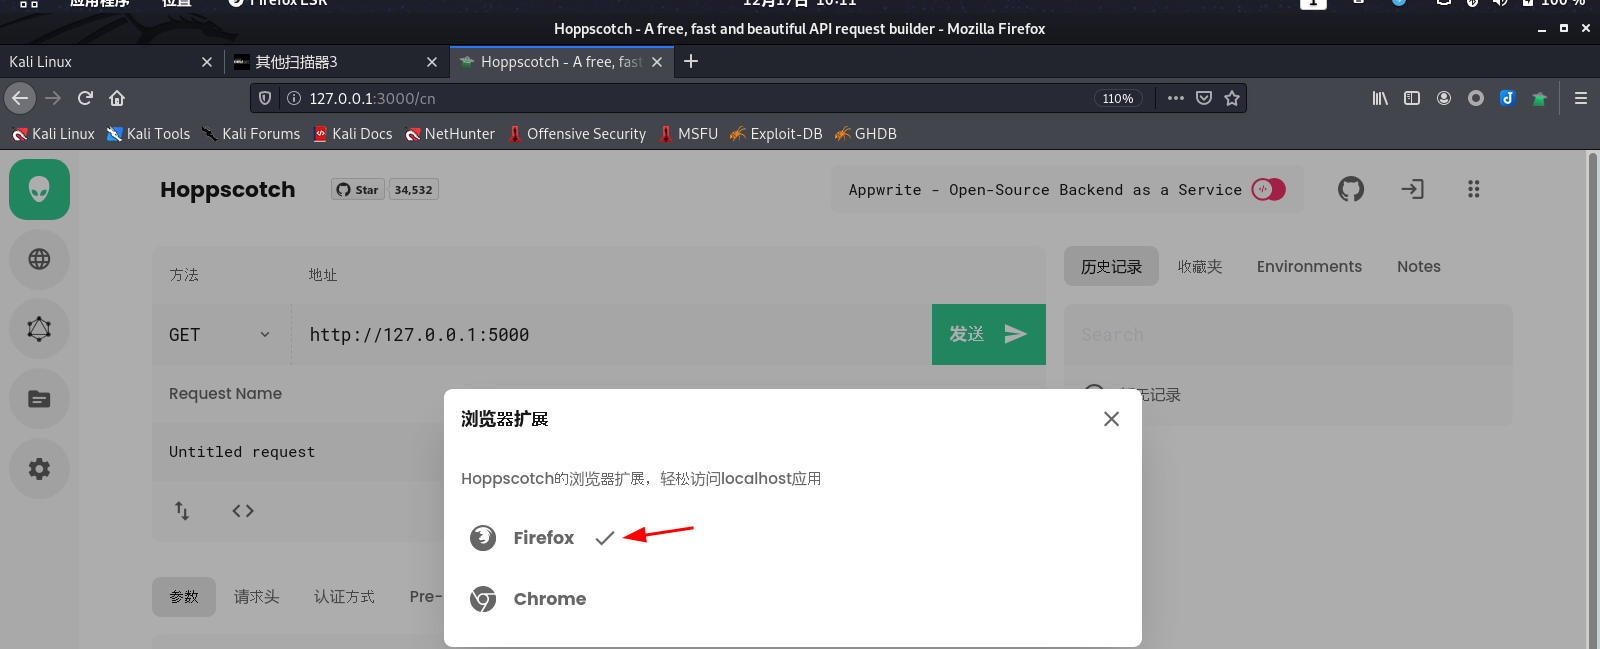 应用程序 位置 Firefox ESR 12月17日 10:11 1 100 %
Hoppscotch - A free, fast and beautiful API request builder - Mozilla Firefox
Kali Linux 其他扫描器3 Hoppscotch - A free, fast
127.0.0.1:3000/cn 110%
Kali Linux Kali Tools Kali Forums Kali Docs NetHunter Offensive Security MSFU Exploit-DB GHDB
Hoppscotch Star 34,532 Appwrite - Open-Source Backend as a Service
方法 地址 历史记录 收藏夹 Environments Notes
GET http://127.0.0.1:5000 发送 Search
Request Name
无记录
浏览器扩展
Untitled request
Hoppscotch的浏览器扩展，轻松访问localhost应用
Firefox
参数 请求头 认证方式 Pre-
Chrome